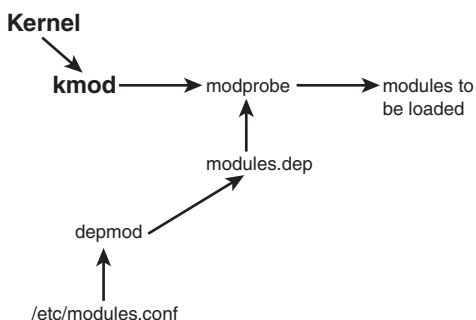 Kernel
kmod
modprobe
modules to
be loaded
modules.dep
depmod
/etc/modules.conf